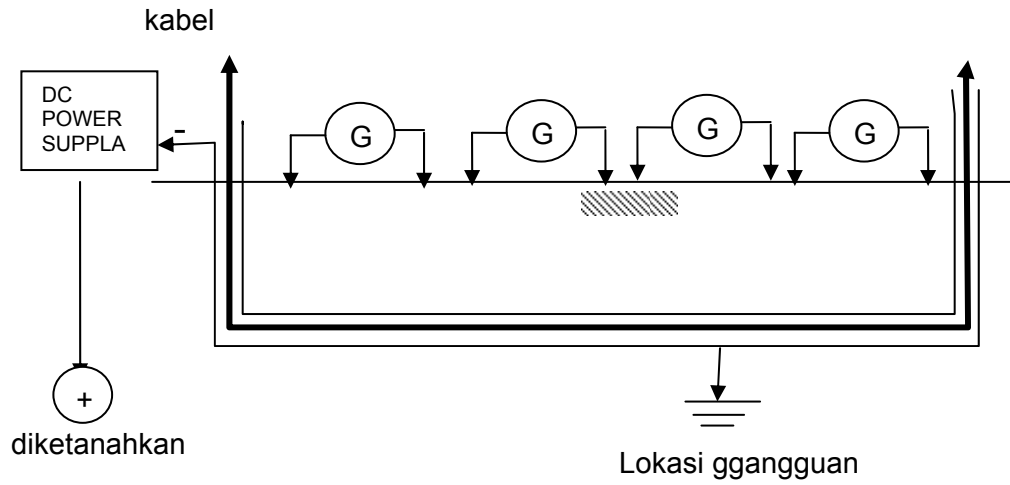 kabel
DC
POWER
SUPPLA
-
G G G G
+
diketanahkan
Lokasi ggangguan